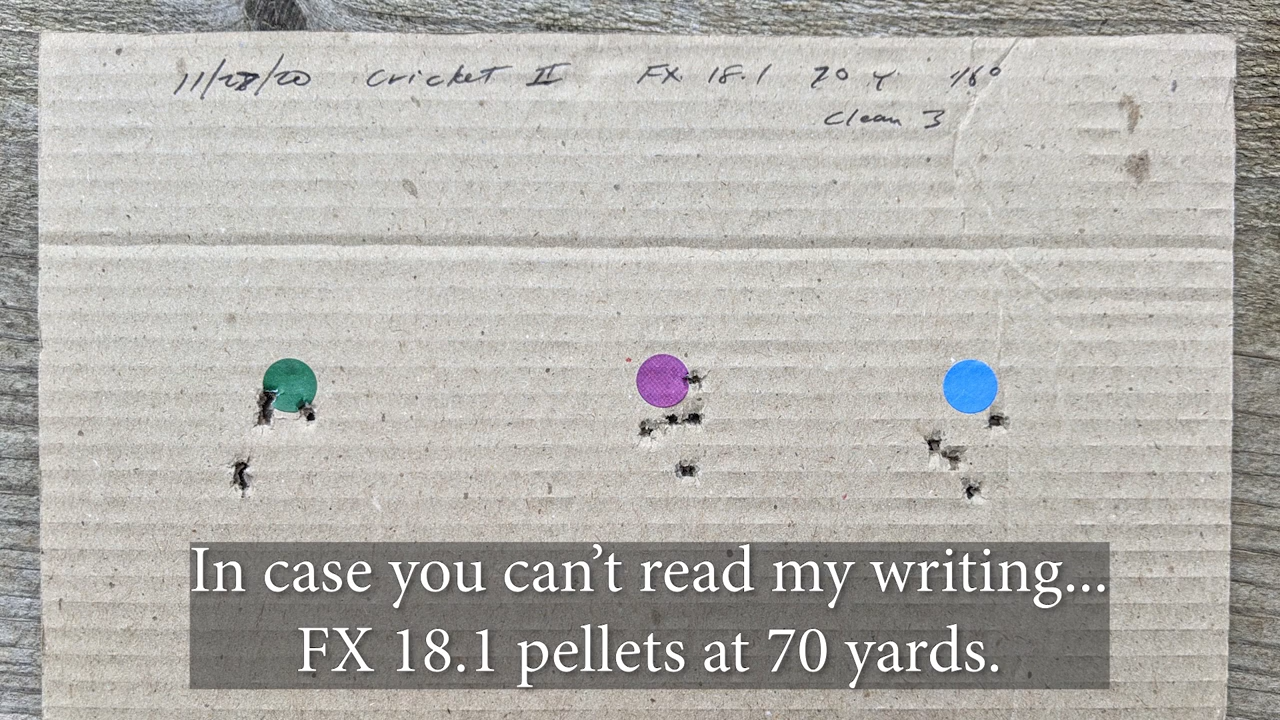 11/28/20 Cricket II FX 18.1 70 Y
Clean 3
In case you can't read my writing...
FX 18.1 pellets at 70 yards.